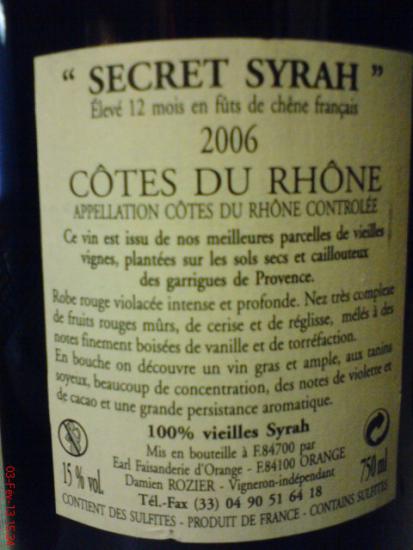 “ SECRET SYRAH ”
Élevé 12 mois en fûts de chêne français
2006
CÔTES DU RHÔNE
APPELLATION CÔTES DU RHÔNE CONTROLÉE
Ce vin est issu de nos meilleures parcelles de vieilles
vignes, plantées sur les sols secs et caillouteux
des garrigues de Provence.
Robe rouge violacée intense et profonde. Nez très complexe
de fruits rouges mûrs, de cerise et de réglisse, mélés à des
notes finement boisées de vanille et de torréfaction.
En bouche on découvre un vin gras et ample, aux tanins
soyeux, beaucoup de concentration, des notes de violette et
de cacao et une grande persistance aromatique.
100% vieilles Syrah
Mis en bouteille à F.84700 par
Earl Faisanderie d'Orange - F.84100 ORANGE
Damien ROZIER - Vigneron-indépendant
15 % vol.
750 ml
Tél.-Fax (33) 04 90 51 64 18
CONTIENT DES SULFITES - PRODUIT DE FRANCE - CONTAINS SULFITES
03-Fev-13 15:24